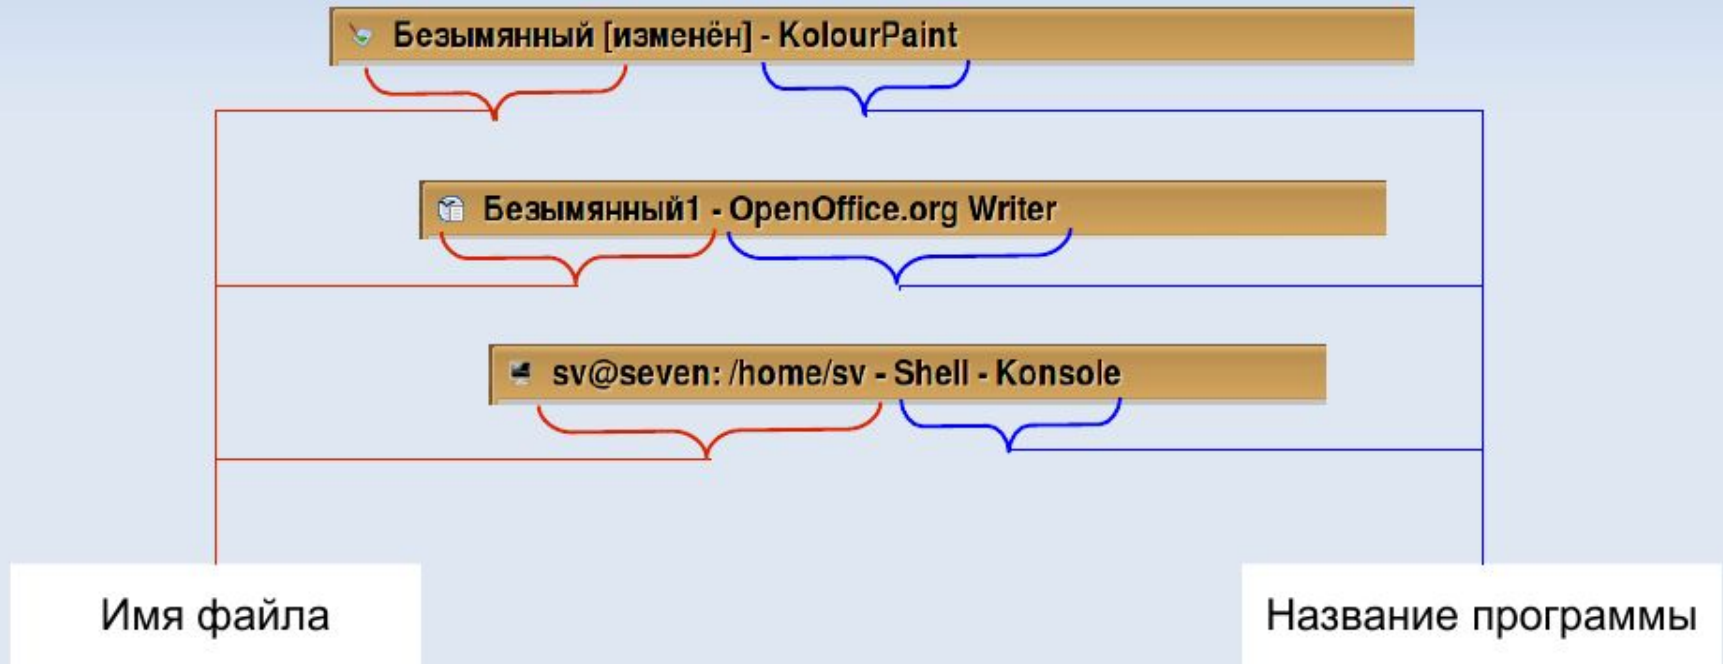 Безымянный [изменён] - KolourPaint
Безымянный1 - OpenOffice.org Writer
sv@seven: /home/sv - Shell - Konsole
Имя файла
Название программы